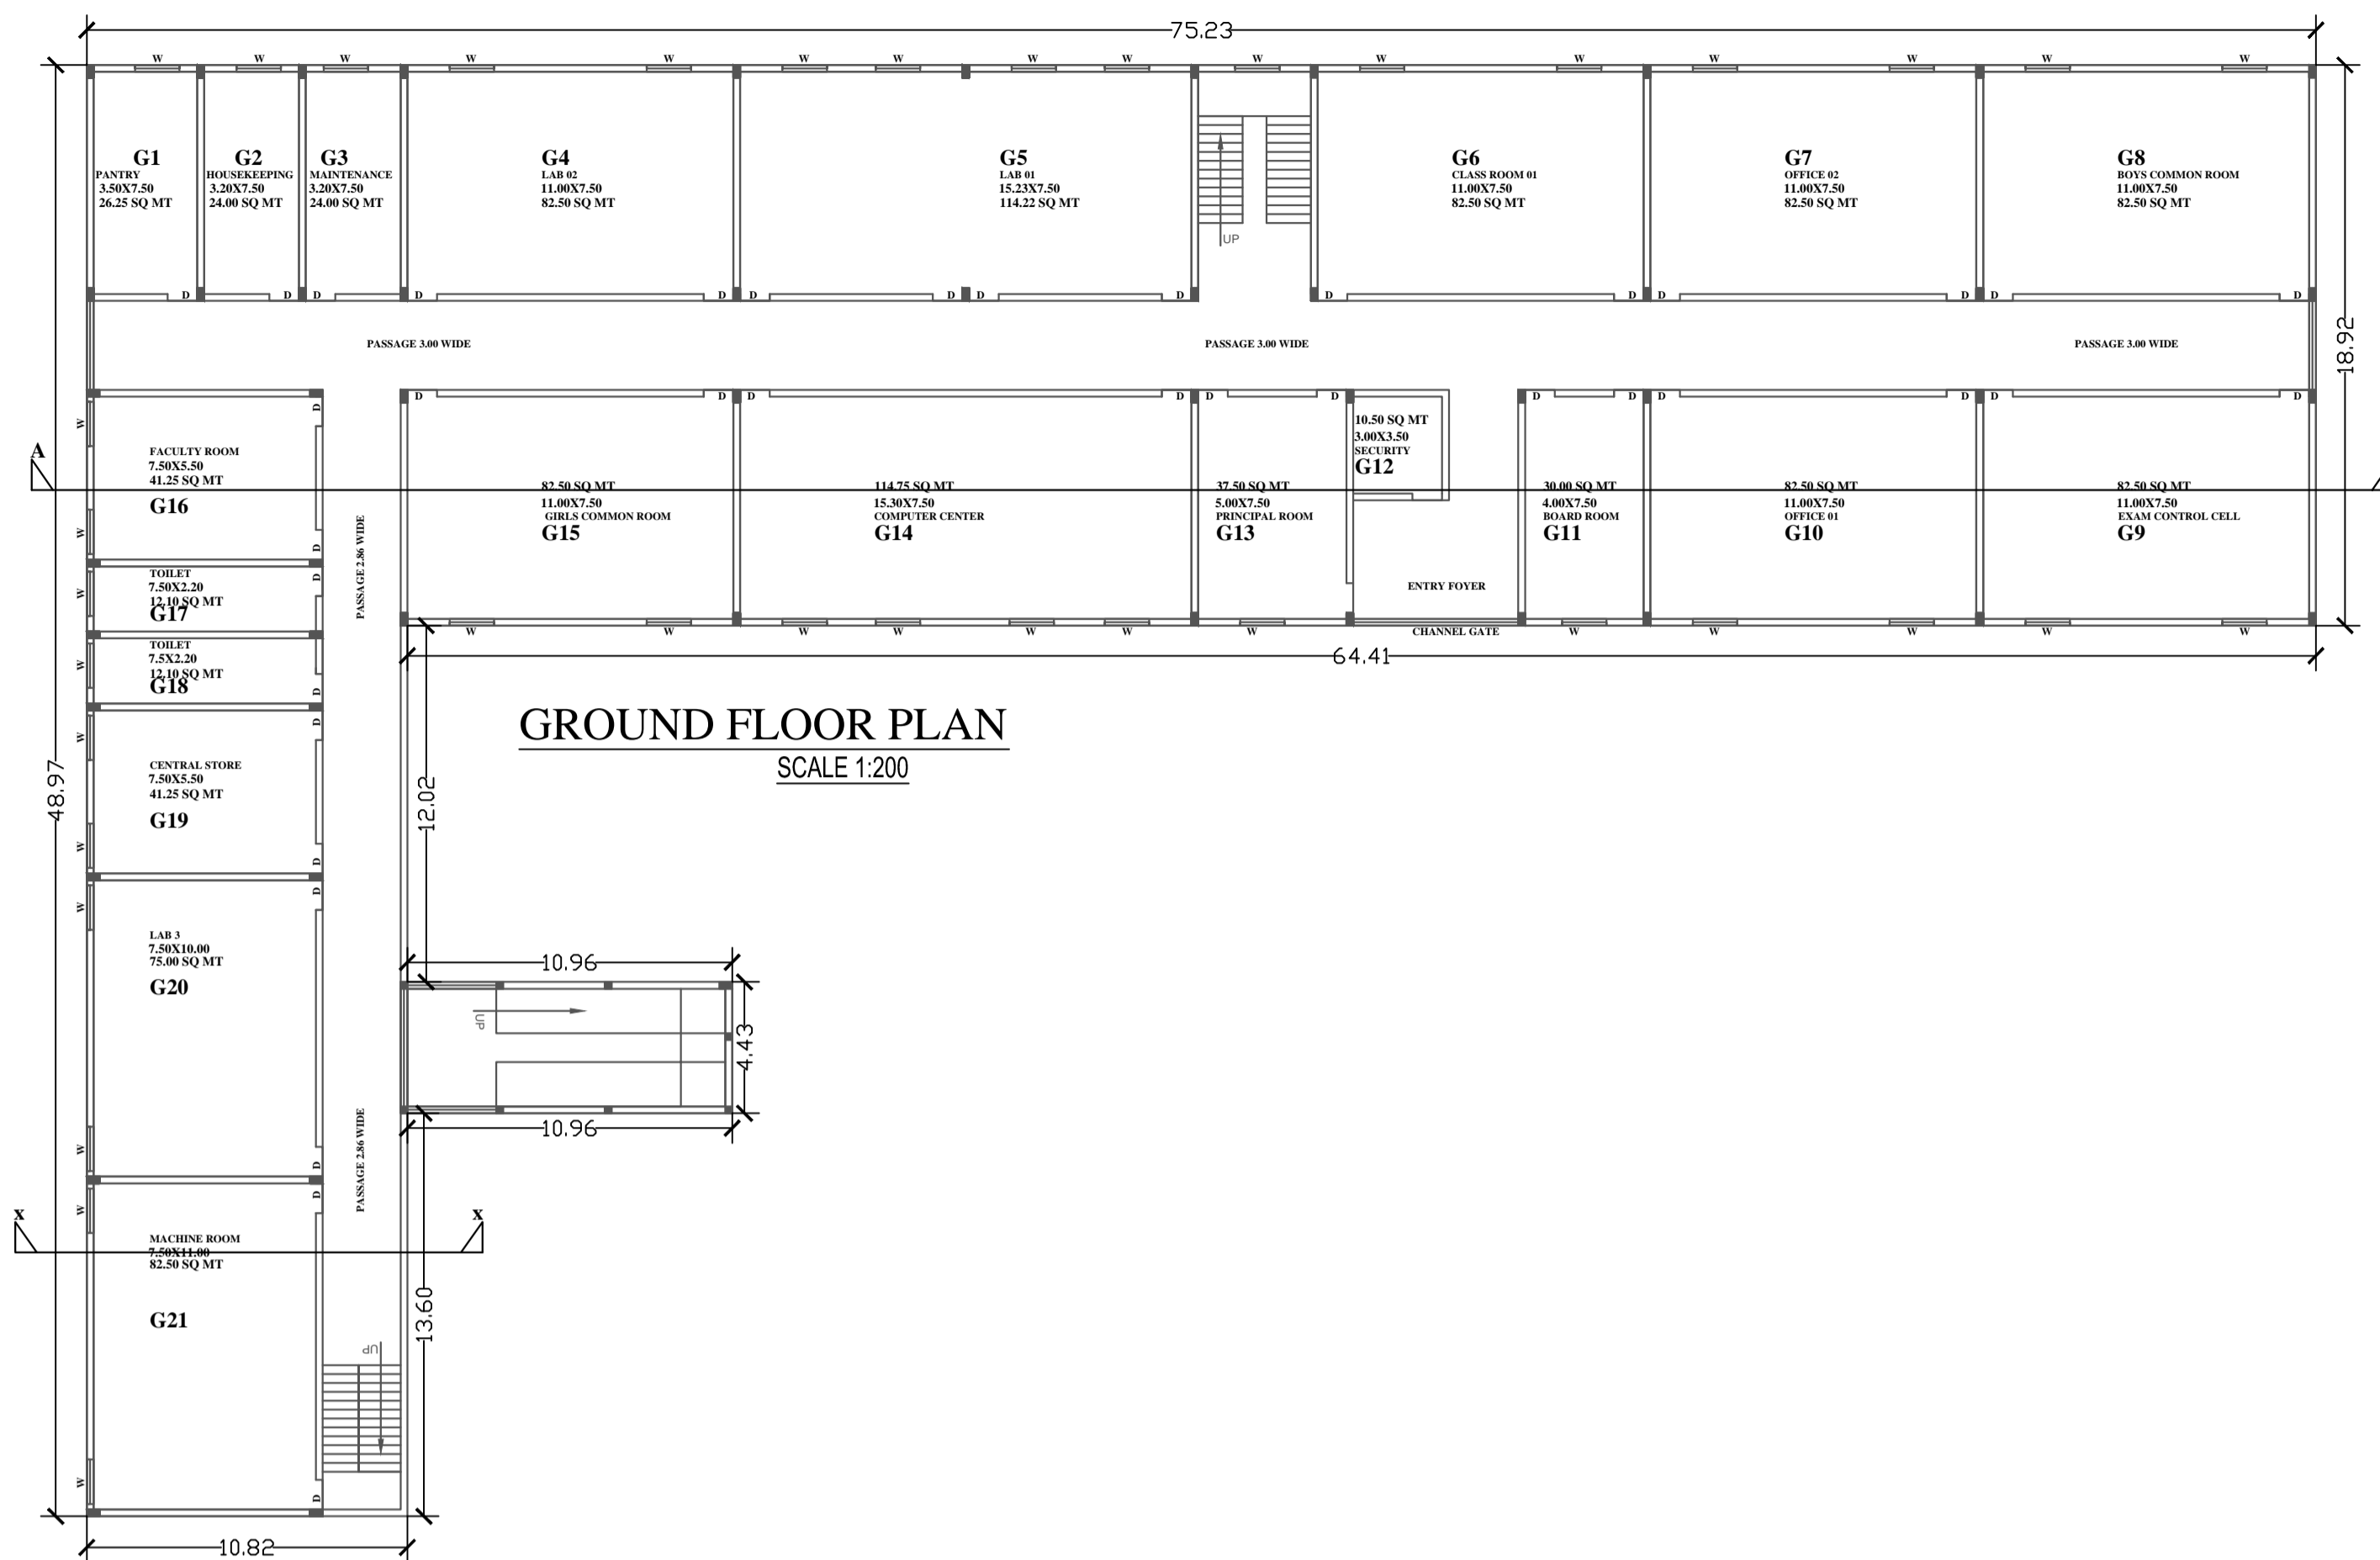 75.23
W W W W W W W W W W W W W W W W W
G1
PANTRY
3.50X7.50
26.25 SQ MT
G2
HOUSEKEEPING
3.20X7.50
24.00 SQ MT
G3
MAINTENANCE
3.20X7.50
24.00 SQ MT
G4
LAB 02
11.00X7.50
82.50 SQ MT
G5
LAB 01
15.23X7.50
114.22 SQ MT
UP
G6
CLASS ROOM 01
11.00X7.50
82.50 SQ MT
G7
OFFICE 02
11.00X7.50
82.50 SQ MT
G8
BOYS COMMON ROOM
11.00X7.50
82.50 SQ MT
D D D D D D D D D D D D D D D
PASSAGE 3.00 WIDE
PASSAGE 3.00 WIDE
PASSAGE 3.00 WIDE
18.92
D D D D D D D D D D D D
W
A
FACULTY ROOM
7.50X5.50
41.25 SQ MT
G16
W
D
D
PASSAGE 2.86 WIDE
82.50 SQ MT
11.00X7.50
GIRLS COMMON ROOM
G15
114.75 SQ MT
15.30X7.50
COMPUTER CENTER
G14
37.50 SQ MT
5.00X7.50
PRINCIPAL ROOM
G13
10.50 SQ MT
3.00X3.50
SECURITY
G12
ENTRY FOYER
30.00 SQ MT
4.00X7.50
BOARD ROOM
G11
82.50 SQ MT
11.00X7.50
OFFICE 01
G10
82.50 SQ MT
11.00X7.50
EXAM CONTROL CELL
G9
TOILET
7.50X2.20
12.10 SQ MT
G17
W
D
W W W W W W W
CHANNEL GATE
W W W W W
64.41
TOILET
7.5X2.20
12.10 SQ MT
G18
W
D
GROUND FLOOR PLAN
SCALE 1:200
48.97
12.02
W
D
CENTRAL STORE
7.50X5.50
41.25 SQ MT
G19
W
D
W
D
LAB 3
7.50X10.00
75.00 SQ MT
G20
10.96
UP
4.43
10.96
W
D
PASSAGE 2.86 WIDE
W
D
x
x
MACHINE ROOM
7.50X11.00
82.50 SQ MT
G21
13.60
UP
W
D
10.82